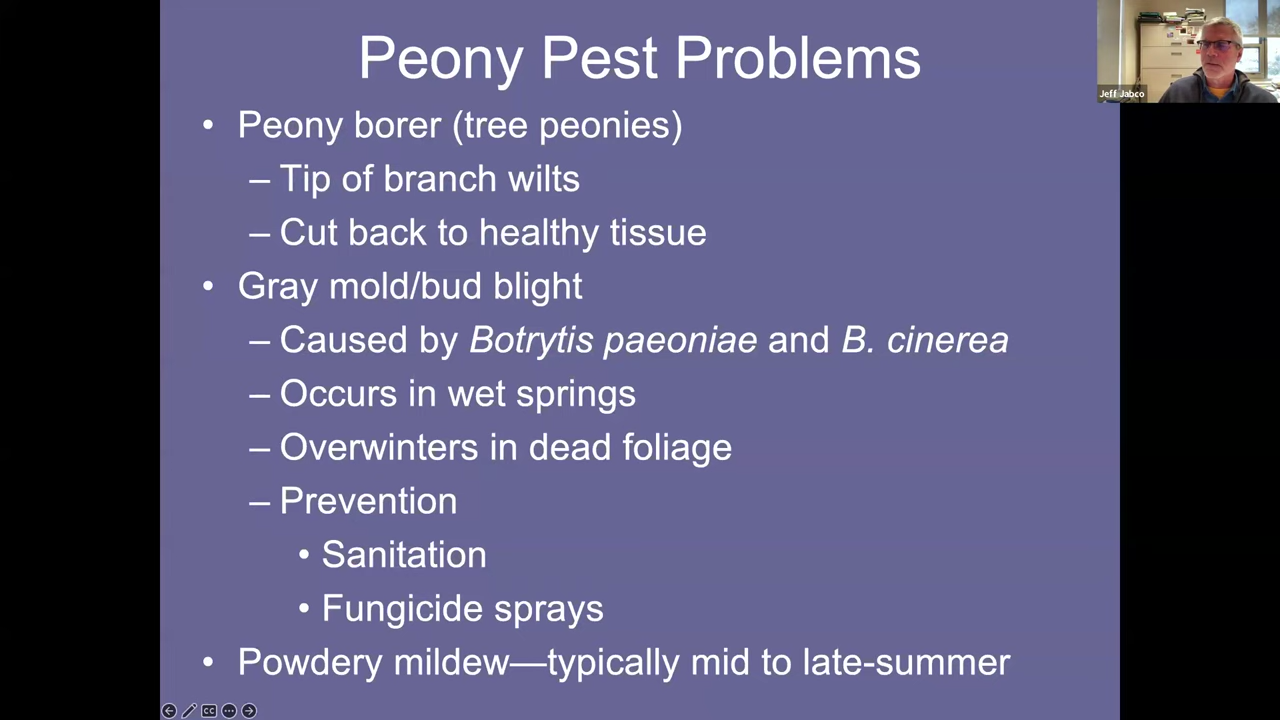 Peony Pest Problems
• Peony borer (tree peonies)
– Tip of branch wilts
– Cut back to healthy tissue
• Gray mold/bud blight
– Caused by Botrytis paeoniae and B. cinerea
– Occurs in wet springs
– Overwinters in dead foliage
– Prevention
• Sanitation
• Fungicide sprays
• Powdery mildew—typically mid to late-summer
Jeff Jabco
CC